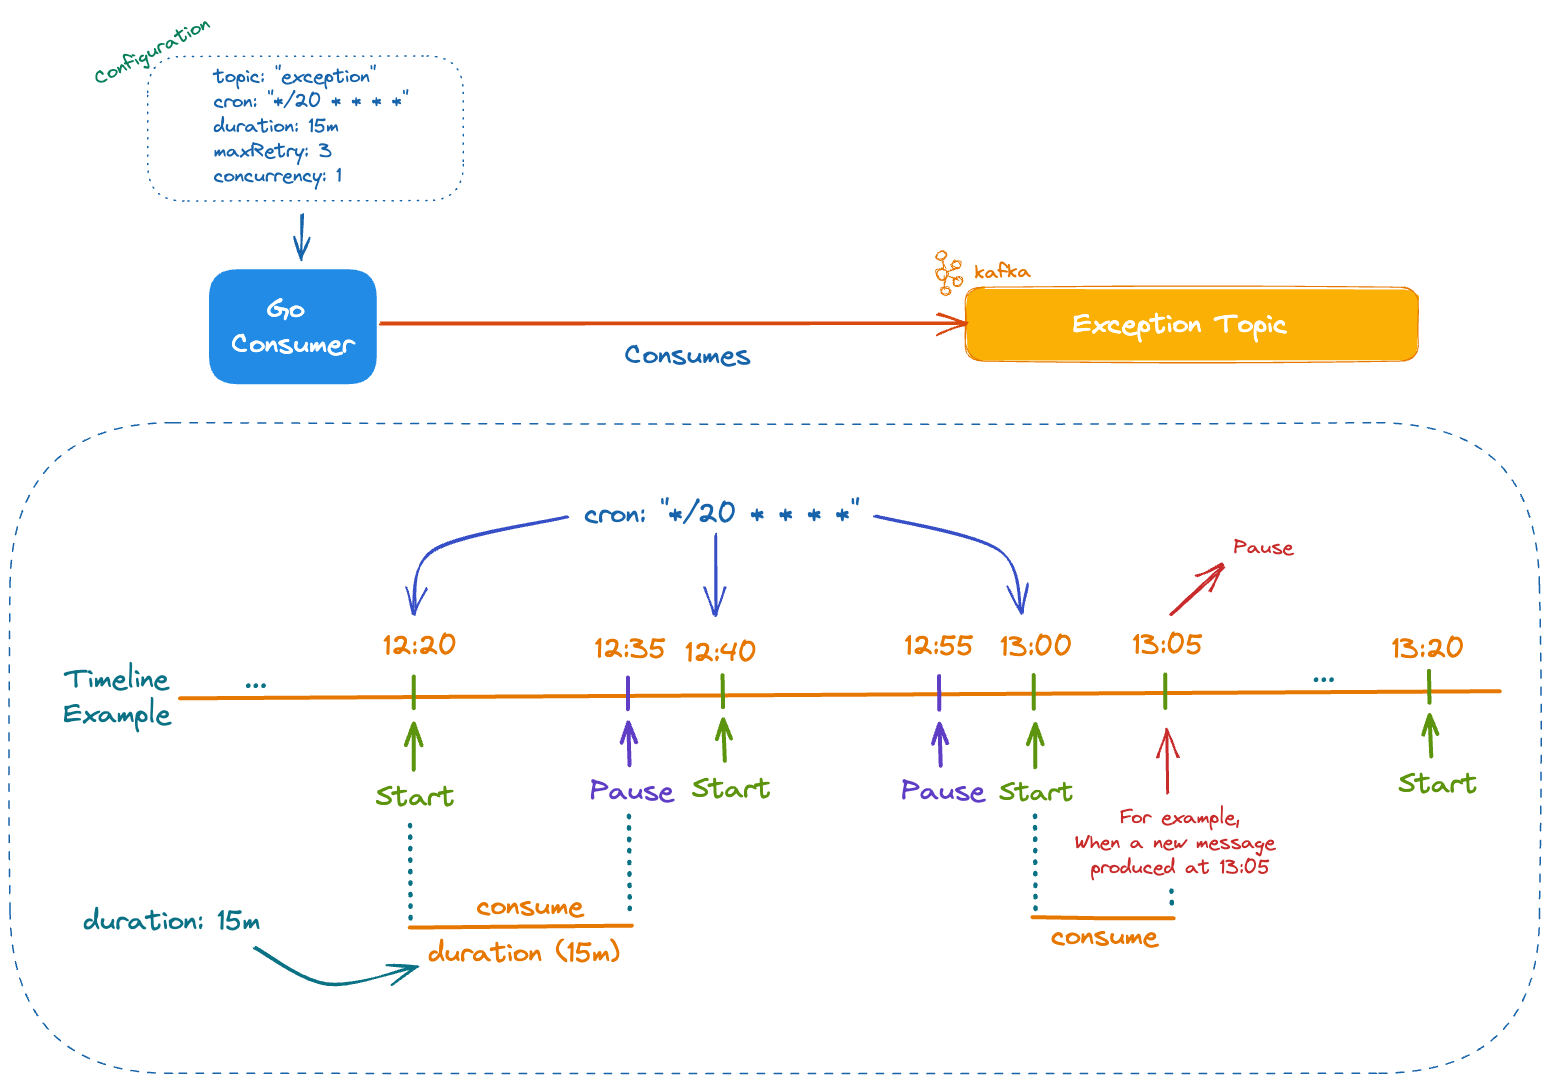 Configuration
topic: "exception"
cron: "*/20 * * * *"
duration: 15m
maxRetry: 3
concurrency: 1
Go
Consumer
Consumes
kafka
Exception Topic
cron: "*/20 * * * *"
Pause
12:20
12:35
12:40
12:55
13:00
13:05
13:20
Timeline
Example
...
...
Start
Pause
Start
Pause
Start
Start
For example,
When a new message
produced at 13:05
duration: 15m
consume
duration (15m)
consume